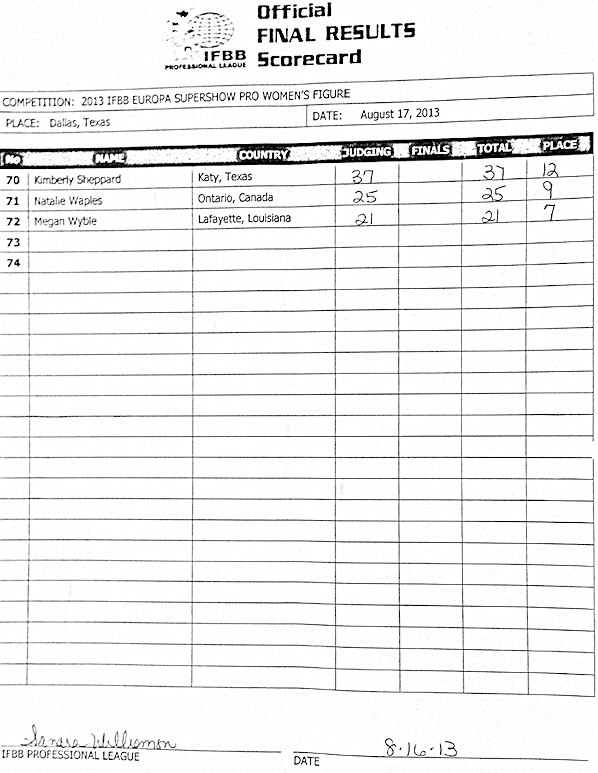 Official
FINAL RESULTS
Scorecard
IFBB
PROFESSIONAL LEAGUE
COMPETITION: 2013 IFBB EUROPA SUPERSHOW PRO WOMEN'S FIGURE
PLACE: Dallas, Texas DATE: August 17, 2013
No NAME COUNTRY JUDGING FINALS TOTAL PLACE
70 Kimberly Sheppard Katy, Texas 37 37 12
71 Natalie Waples Ontario, Canada 25 25 9
72 Megan Wyble Lafayette, Louisiana 21 21 7
73
74
Williamson
IFBB PROFESSIONAL LEAGUE
DATE 8-16-13